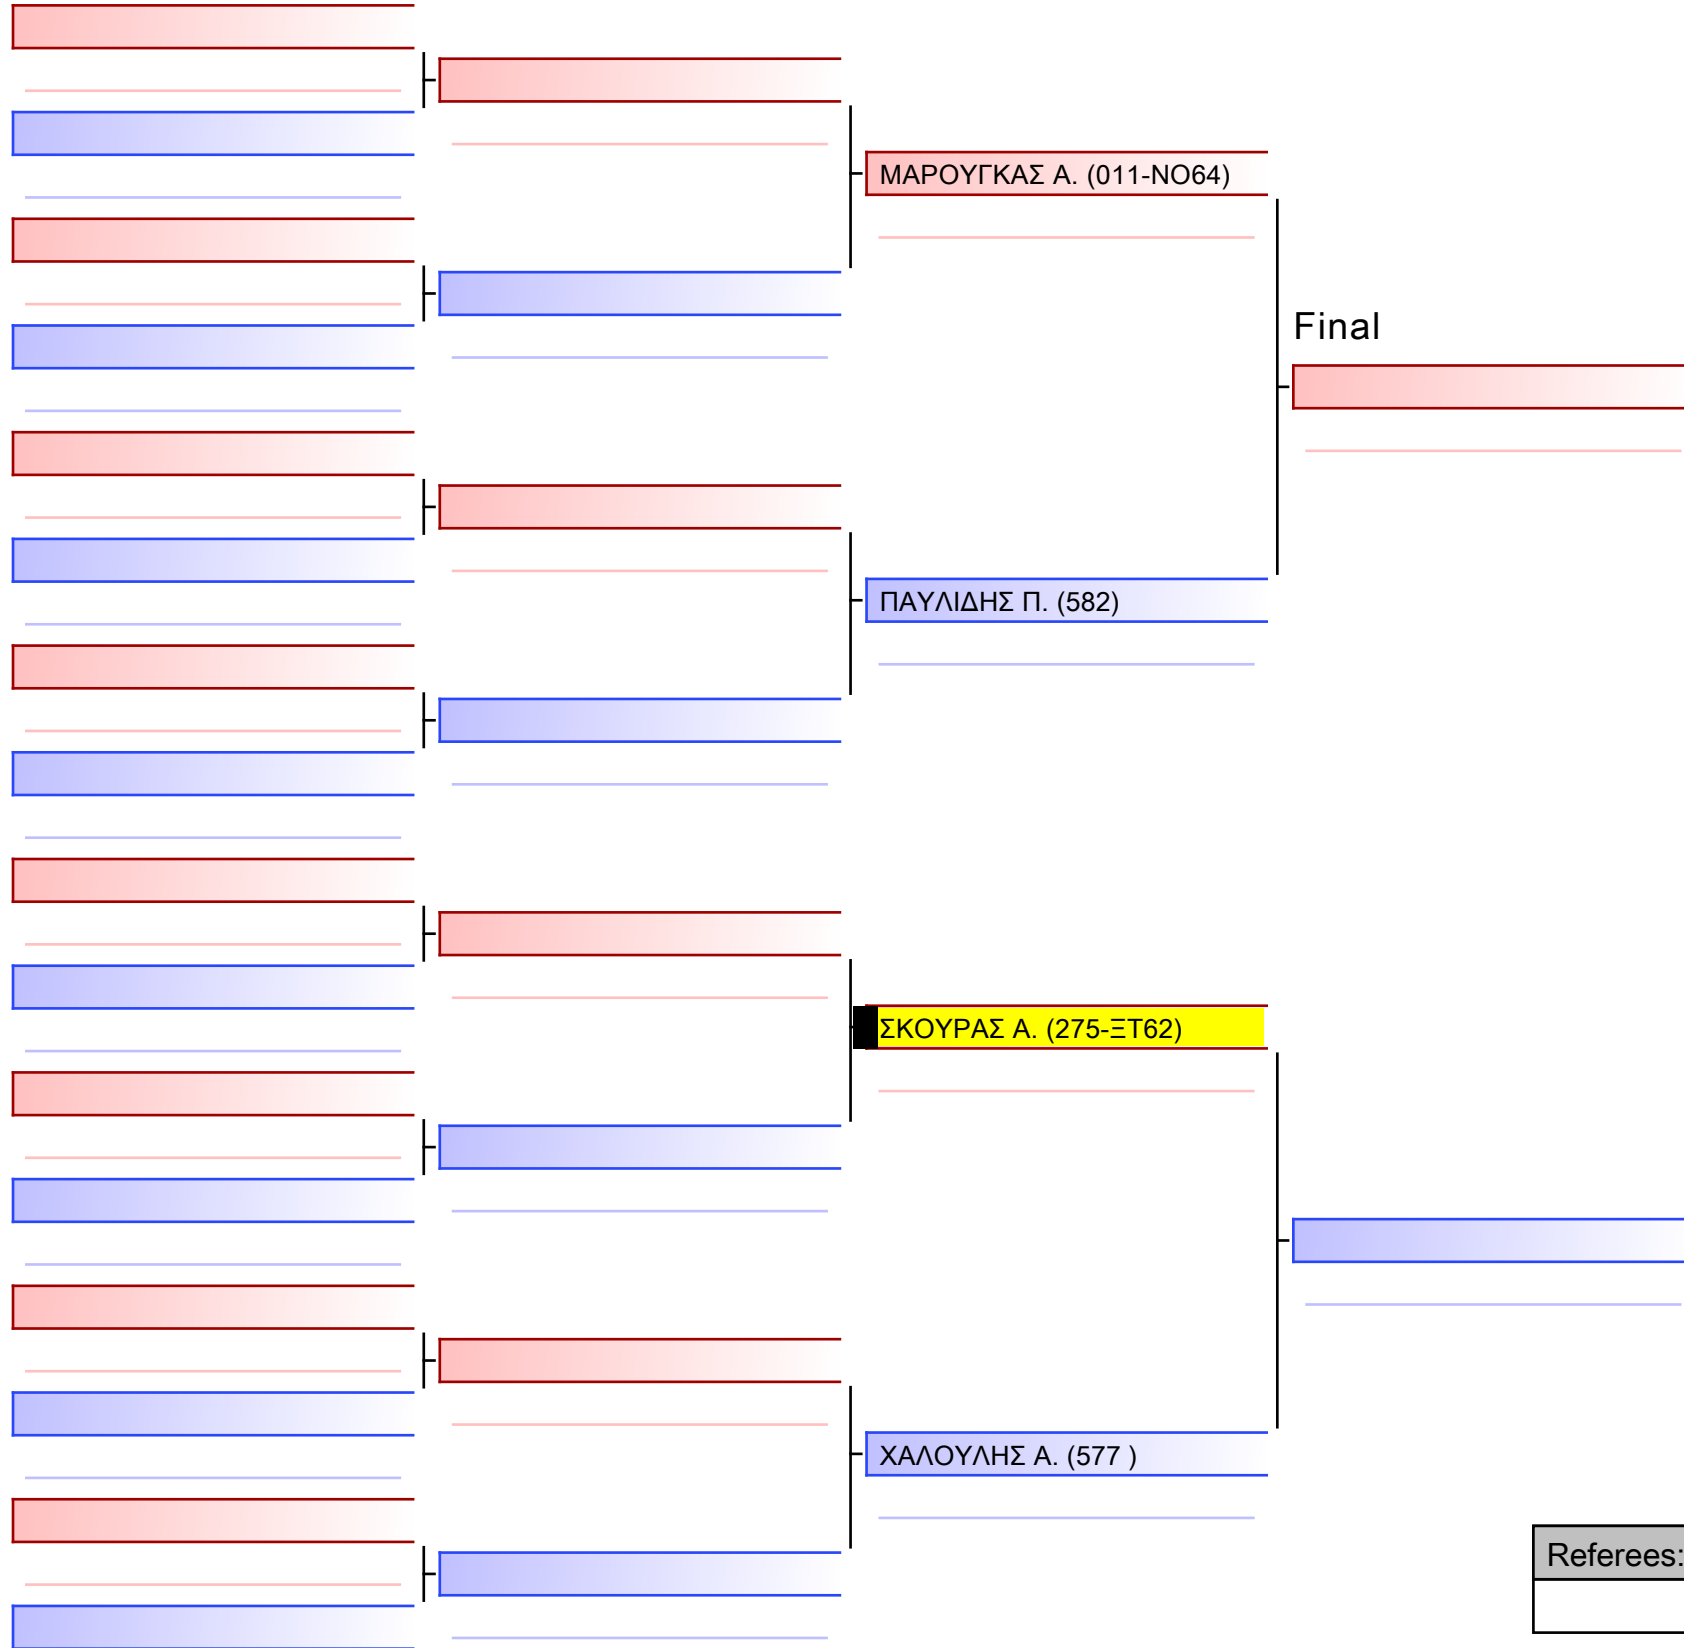 ΜΑΡΟΥΓΚΑΣ Α. (011-ΝΟ64)
Final
ΠΑΥΛΙΔΗΣ Π. (582)
ΣΚΟΥΡΑΣ Α. (275-ΞΤ62)
ΧΑΛΟΥΛΗΣ Α. (577 )
Referees: